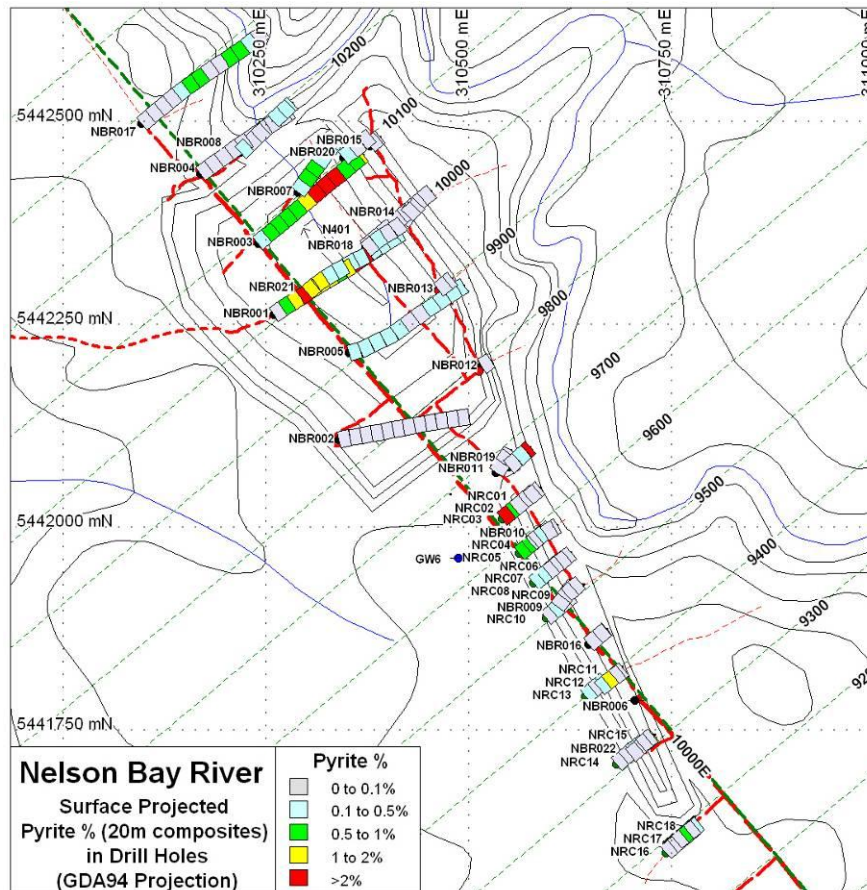 310250 mE
310500 mE
310750 mE
10200
5442500 mN
NBR017
NBR008
NBR004
10100
NBR015
NBR020
NBR007
10000
NBR014
N401
NBR018
NBR003
9900
NBR021
NBR013
NBR001
5442250 mN
9800
NBR005
NBR012
9700
NBR002
9600
NBR019
NBR011
NRC01
NRC02
NRC03
9500
5442000 mN
NBR010
NRC04
NRC05
GW6
NRC06
NRC07
9400
NRC08
NRC09
NBR009
NRC10
9300
NBR016
NRC11
NRC12
NRC13
NBR006
5441750 mN
NRC15
NBR022
NRC14
10000E
NRC18
NRC17
NRC16
Nelson Bay River
Surface Projected
Pyrite % (20m composites)
in Drill Holes
(GDA94 Projection)
Pyrite %
0 to 0.1%
0.1 to 0.5%
0.5 to 1%
1 to 2%
>2%